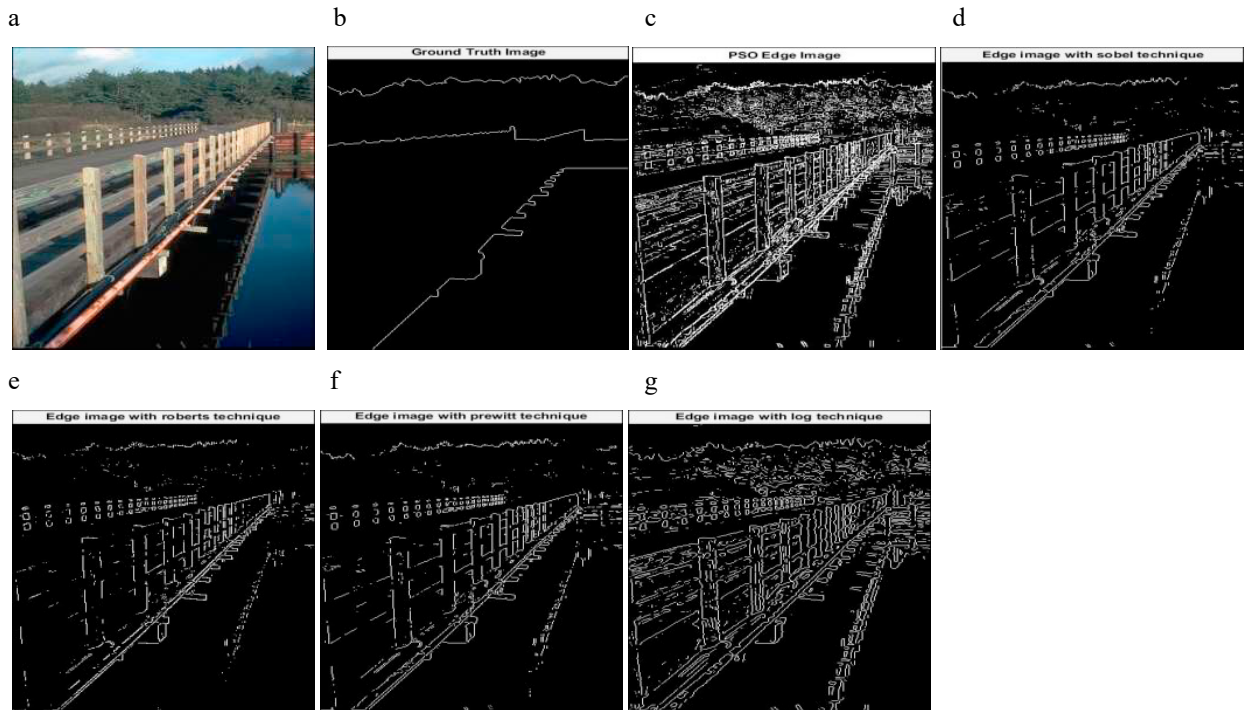 a
b
c
d
Ground Truth Image
PSO Edge Image
Edge image with sobel technique
e
f
g
Edge image with roberts technique
Edge image with prewitt technique
Edge image with log technique